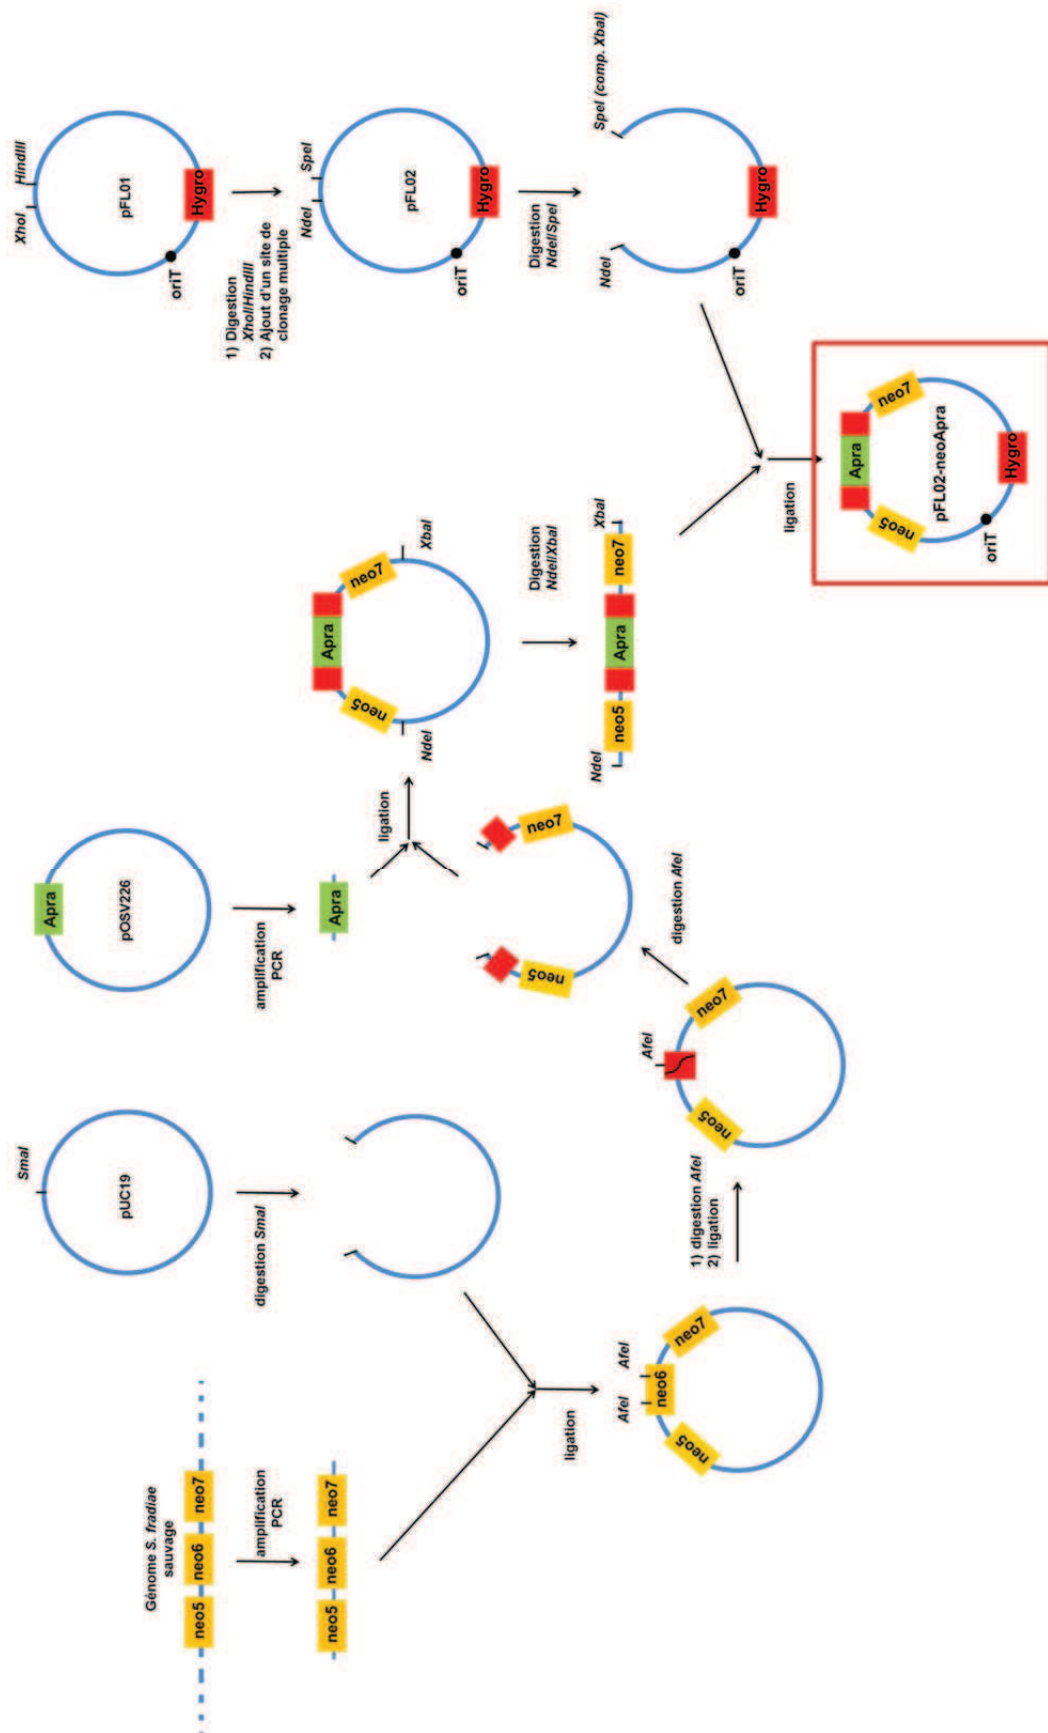 Génome S. fradiae
sauvage
neo5
neo6
neo7
amplification
PCR
neo5
neo6
neo7
SmaI
pUC19
digestion SmaI
ligation
AfeI
AfeI
neo5
neo6
neo7
1) digestion AfeI
2) ligation
AfeI
neo5
neo7
digestion AfeI
neo5
neo7
Apra
pOSV226
amplification
PCR
Apra
ligation
neo5
Apra
neo7
NdeI
XbaI
Digestion
NdeI/XbaI
NdeI
XbaI
neo5
Apra
neo7
XhoI
HindIII
pFL01
oriT
Hygro
1) Digestion
XhoI/HindIII
2) Ajout d'un site de
clonage multiple
NdeI
SpeI
pFL02
oriT
Hygro
Digestion
NdeI/SpeI
NdeI
SpeI (comp. XbaI)
oriT
Hygro
ligation
neo5
Apra
neo7
pFL02-neoApra
oriT
Hygro